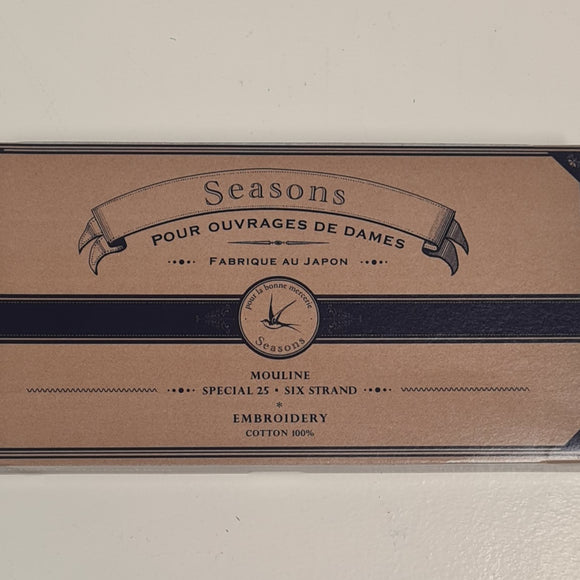 Seasons
POUR OUVRAGES DE DAMES
FABRIQUE AU JAPON
pour la bonne mercerie
Seasons
MOULINE
SPECIAL 25 • SIX STRAND
*
EMBROIDERY
COTTON 100%